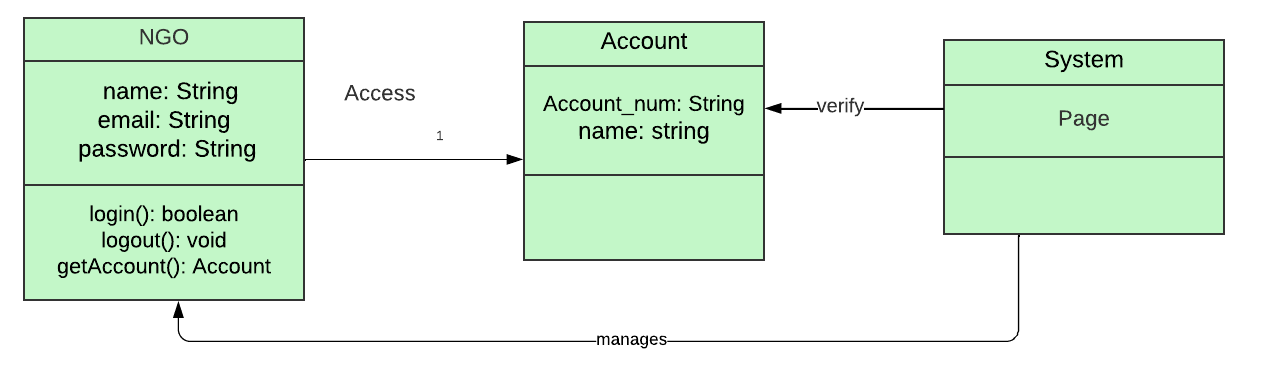 NGO
name: String
email: String
password: String
login(): boolean
logout(): void
getAccount(): Account
Access
1
Account
Account_num: String
name: string
verify
System
Page
manages